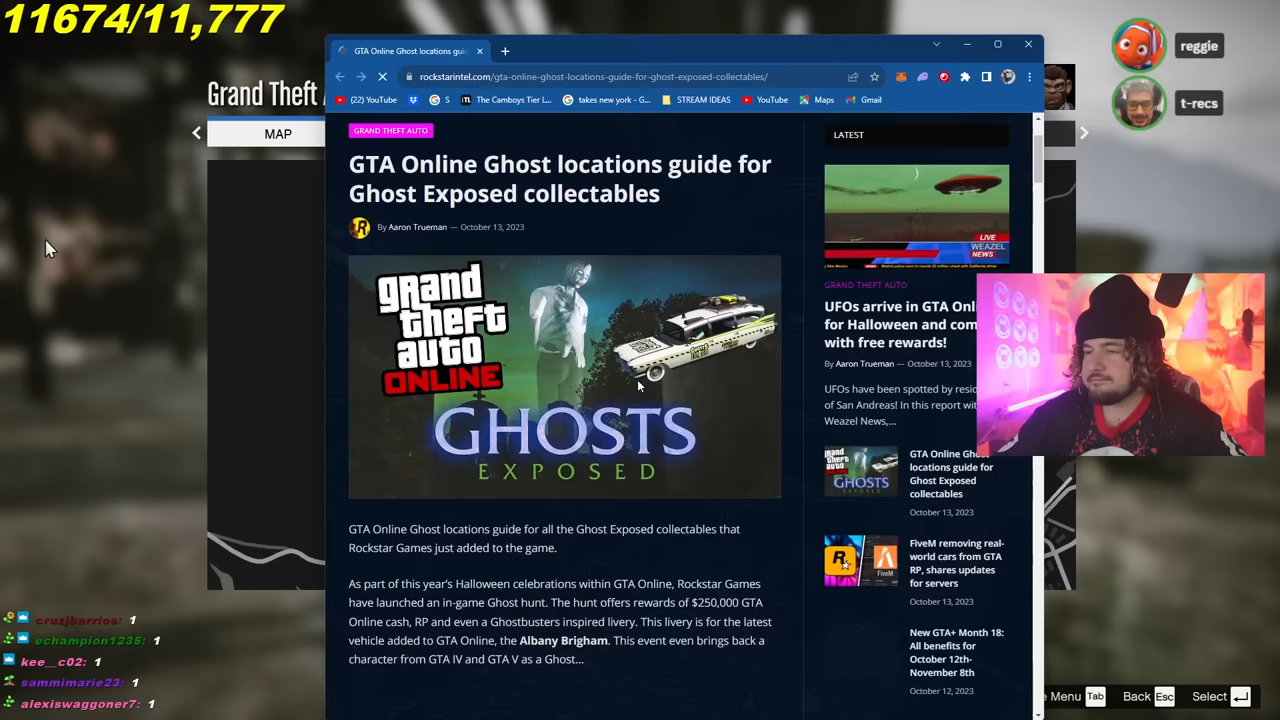 11674/11,777
Grand Theft
MAP
GTA Online Ghost locations gui
rockstarintel.com/gta-online-ghost-locations-guide-for-ghost-exposed-collectables/
(22) YouTube
S
The Camboys Tier L...
takes new york - G...
STREAM IDEAS
YouTube
Maps
Gmail
GRAND THEFT AUTO
GTA Online Ghost locations guide for
Ghost Exposed collectables
By Aaron Trueman — October 13, 2023
grand
theft
auto
ONLINE
GHOSTS
EXPOSED
GTA Online Ghost locations guide for all the Ghost Exposed collectables that
Rockstar Games just added to the game.
As part of this year's Halloween celebrations within GTA Online, Rockstar Games
have launched an in-game Ghost hunt. The hunt offers rewards of $250,000 GTA
Online cash, RP and even a Ghostbusters inspired livery. This livery is for the latest
vehicle added to GTA Online, the Albany Brigham. This event even brings back a
character from GTA IV and GTA V as a Ghost...
LATEST
LIVE
WEAZEL
NEWS
GRAND THEFT AUTO
UFOs arrive in GTA Onl
for Halloween and com
with free rewards!
By Aaron Trueman — October 13, 2023
UFOs have been spotted by resid
of San Andreas! In this report wit
Weazel News,...
GHOSTS
GTA Online Gho
locations guide for
Ghost Exposed
collectables
October 13, 2023
FiveM removing real-
world cars from GTA
RP, shares updates
for servers
October 13, 2023
New GTA+ Month 18:
All benefits for
October 12th-
November 8th
October 12, 2023
reggie
t-recs
cruzjbarrios: 1
echampion1235: 1
kee__c02: 1
sammimarie23: 1
alexiswaggoner7: 1
e Menu Tab Back Esc Select